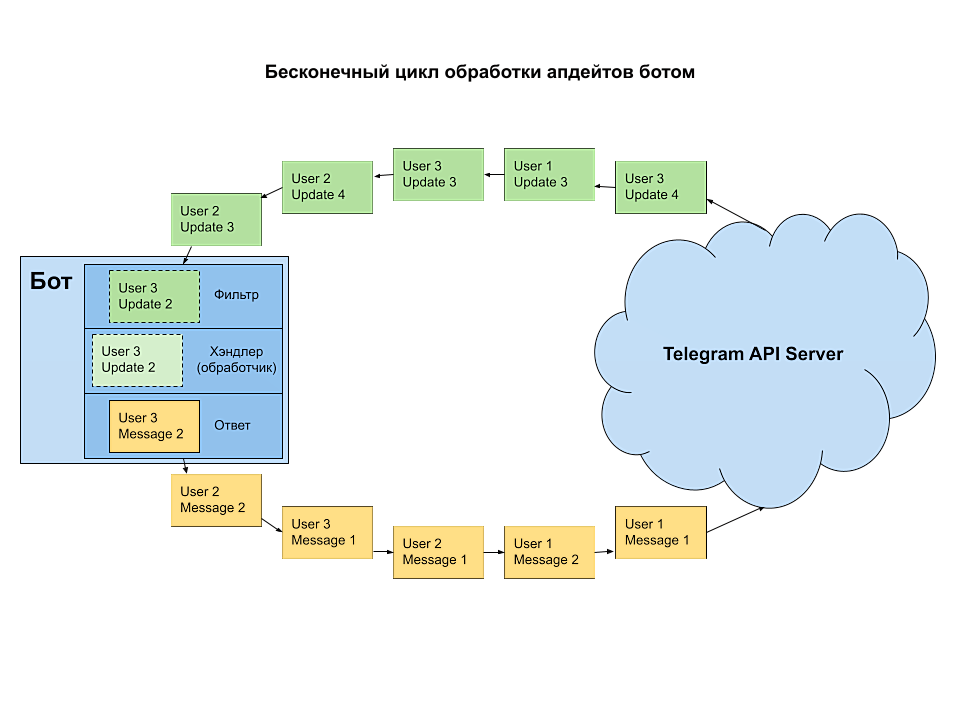 Бесконечный цикл обработки апдейтов ботом
User 3
Update 3
User 1
Update 3
User 2
Update 4
User 3
Update 4
User 2
Update 3
Бот
User 3
Update 2
Фильтр
User 3
Update 2
Хэндлер
(обработчик)
User 3
Message 2
Ответ
Telegram API Server
User 2
Message 2
User 3
Message 1
User 2
Message 1
User 1
Message 2
User 1
Message 1